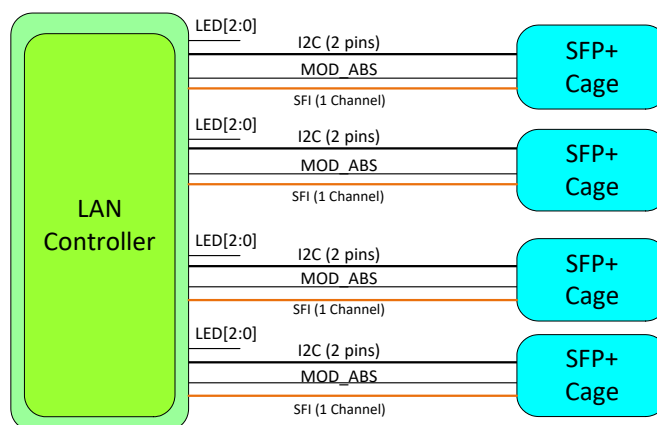 LED[2:0]
I2C (2 pins)
MOD_ABS
SFI (1 Channel)
SFP+
Cage
LED[2:0]
I2C (2 pins)
MOD_ABS
SFI (1 Channel)
SFP+
Cage
LAN
Controller
LED[2:0]
I2C (2 pins)
MOD_ABS
SFI (1 Channel)
SFP+
Cage
LED[2:0]
I2C (2 pins)
MOD_ABS
SFI (1 Channel)
SFP+
Cage